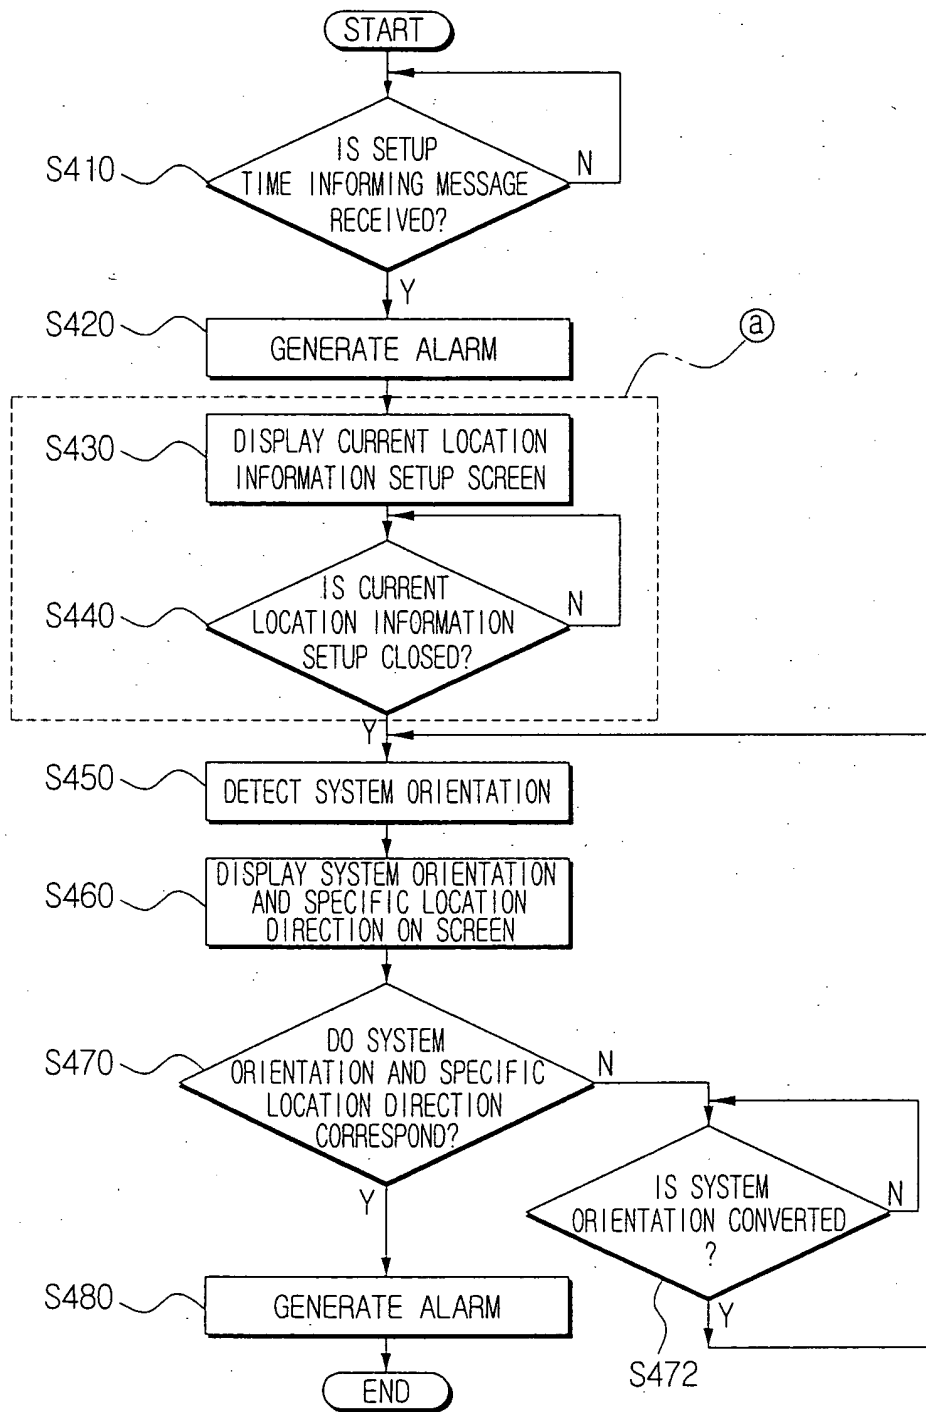 START
S410
IS SETUP
TIME INFORMING MESSAGE
RECEIVED?
N
Y
S420
GENERATE ALARM
a
S430
DISPLAY CURRENT LOCATION
INFORMATION SETUP SCREEN
S440
IS CURRENT
LOCATION INFORMATION
SETUP CLOSED?
N
Y
S450
DETECT SYSTEM ORIENTATION
S460
DISPLAY SYSTEM ORIENTATION
AND SPECIFIC LOCATION
DIRECTION ON SCREEN
S470
DO SYSTEM
ORIENTATION AND SPECIFIC
LOCATION DIRECTION
CORRESPOND?
N
Y
IS SYSTEM
ORIENTATION CONVERTED
?
N
Y
S472
S480
GENERATE ALARM
END